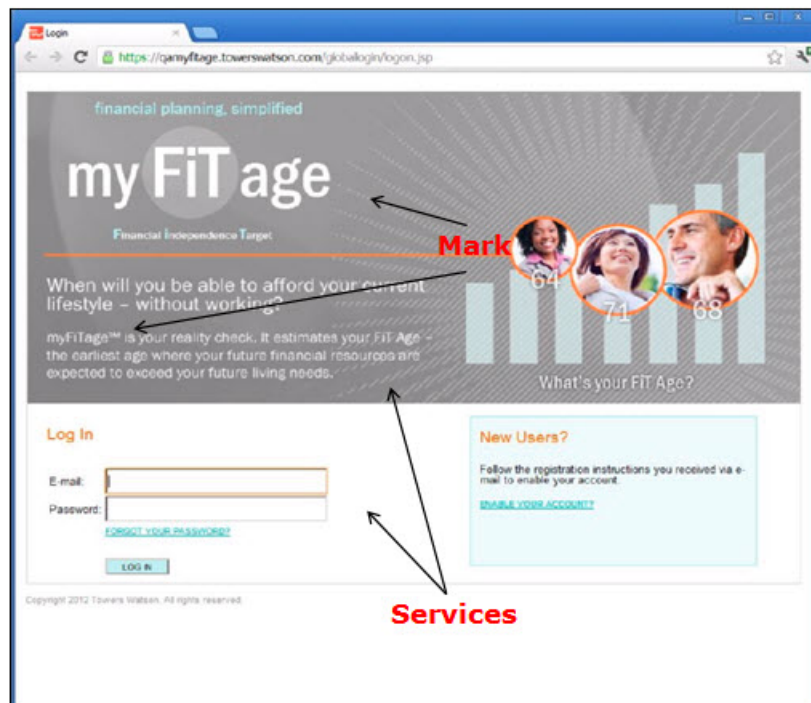 Login
https://qamyfitage.towerswatson.com/globallogin/logon.jsp
financial planning, simplified
my FiT age
Financial Independence Target
Mark
When will you be able to afford your current
lifestyle – without working?
myFiTage℠ is your reality check. It estimates your FiT Age –
the earliest age where your future financial resources are
expected to exceed your future living needs.
64
71
68
What's your FiT Age?
Log In
E-mail:
Password:
FORGOT YOUR PASSWORD?
LOG IN
New Users?
Follow the registration instructions you received via e-
mail to enable your account.
ENABLE YOUR ACCOUNT?
Copyright 2012 Towers Watson. All rights reserved.
Services